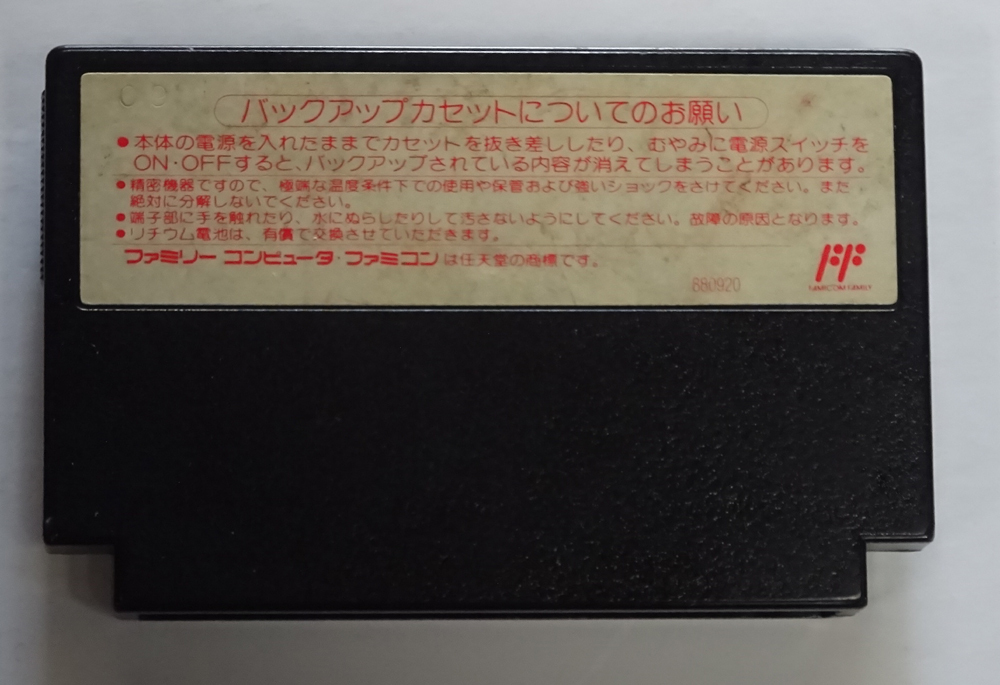 バックアップカセットについてのお願い
●本体の電源を入れたままでカセットを抜き差ししたり、むやみに電源スイッチを
ON・OFFすると、バックアップされている内容が消えてしまうことがあります。
●精密機器ですので、極端な温度条件下での使用や保管および強いショックをさけてください。また
絶対に分解しないでください。
●端子部に手を触れたり、水にぬらしたりして汚さないようにしてください。故障の原因となります。
●リチウム電池は、有償で交換させていただきます。
ファミリー コンピュータ・ファミコンは任天堂の商標です。
FAMICOM FAMILY
880920